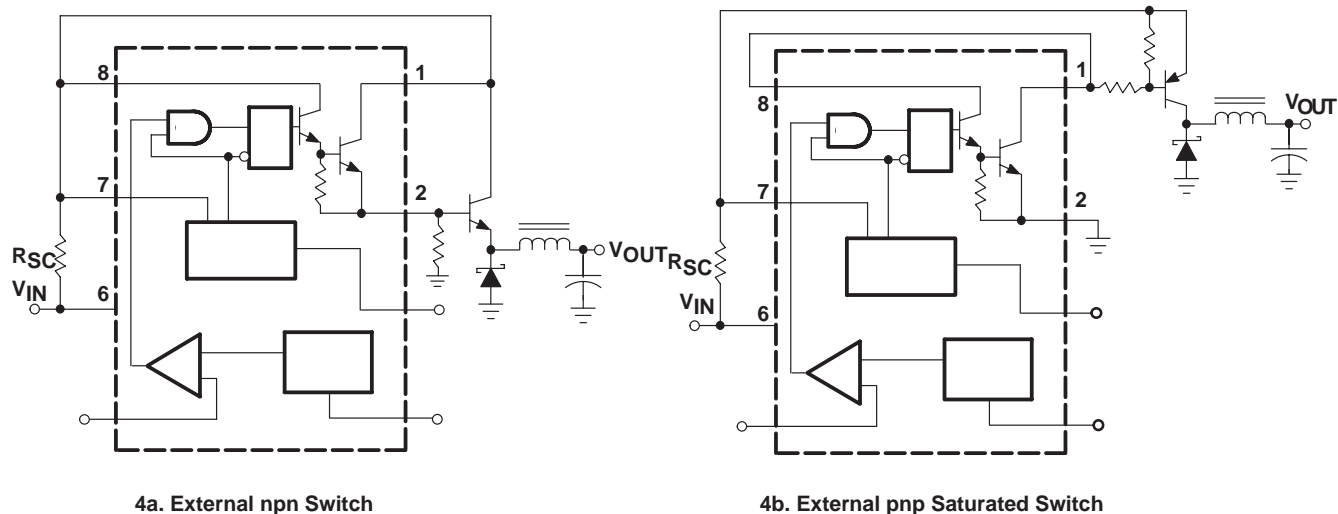 8
1
7
2
RSC
VIN
6
VOUT
4a. External npn Switch
1
8
VOUT
7
2
RSC
VIN
6
4b. External pnp Saturated Switch